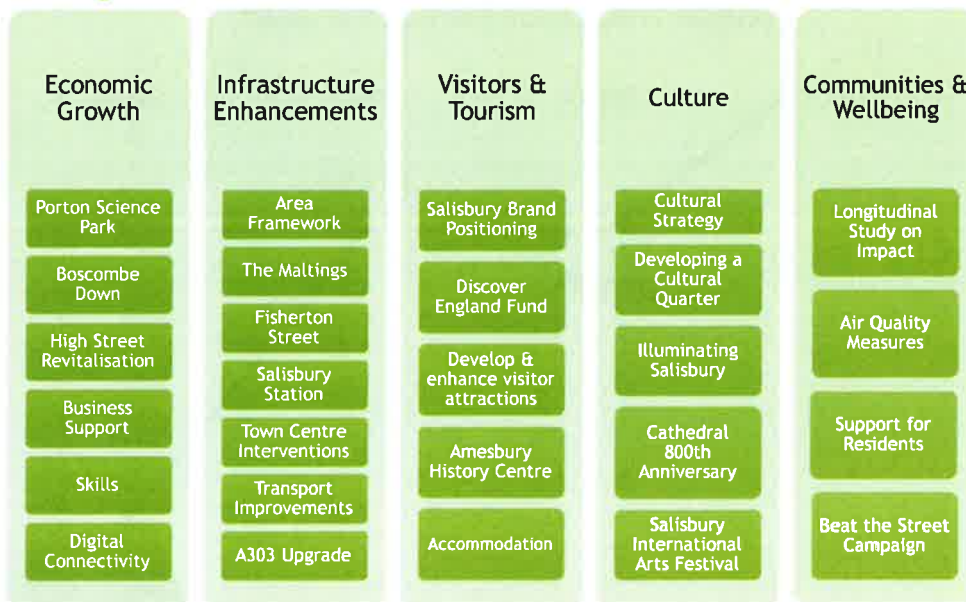 Economic
Growth
Porton Science
Park
Boscombe
Down
High Street
Revitalisation
Business
Support
Skills
Digital
Connectivity
Infrastructure
Enhancements
Area
Framework
The Maltings
Fisherton
Street
Salisbury
Station
Town Centre
Interventions
Transport
Improvements
A303 Upgrade
Visitors &
Tourism
Salisbury Brand
Positioning
Discover
England Fund
Develop &
enhance visitor
attractions
Amesbury
History Centre
Accommodation
Culture
Cultural
Strategy
Developing a
Cultural
Quarter
Illuminating
Salisbury
Cathedral
800th
Anniversary
Salisbury
International
Arts Festival
Communities &
Wellbeing
Longitudinal
Study on
Impact
Air Quality
Measures
Support for
Residents
Beat the Street
Campaign